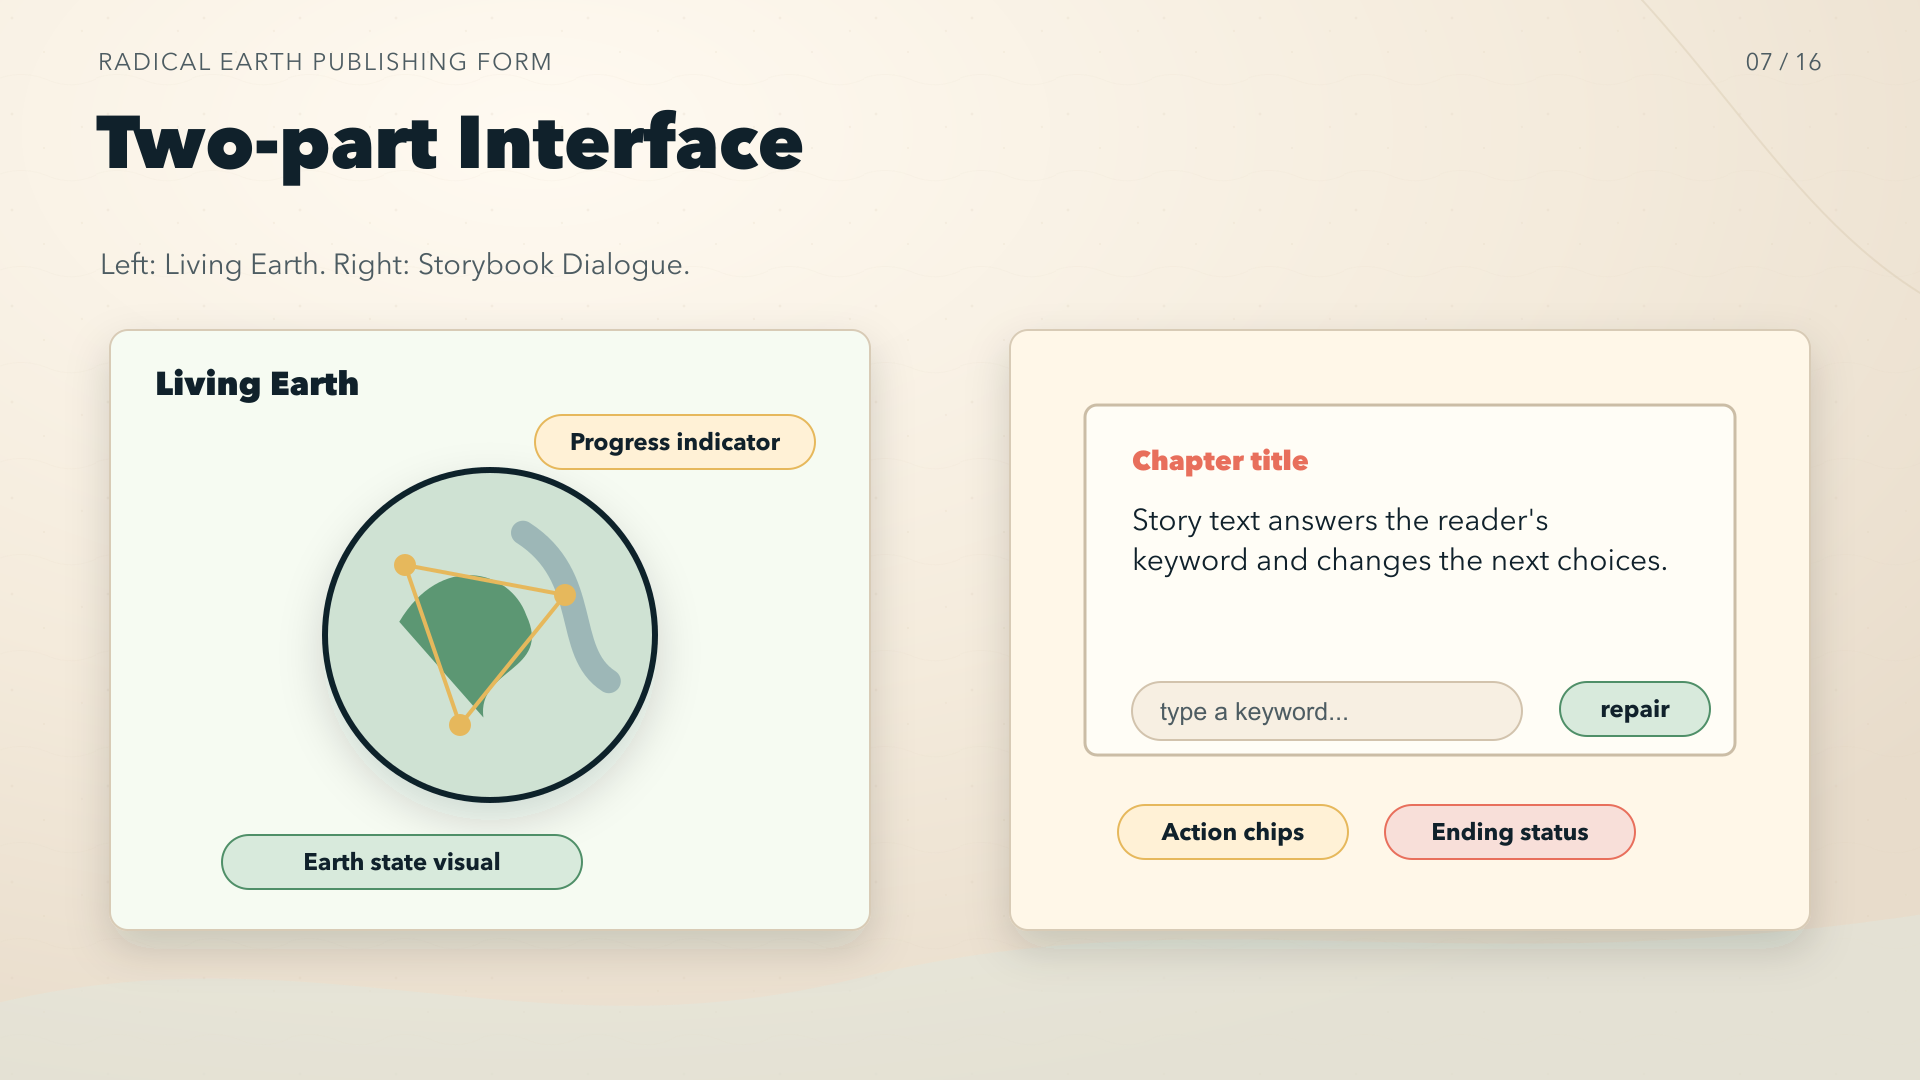 RADICAL EARTH PUBLISHING FORM
07 / 16
Two-part Interface
Left: Living Earth. Right: Storybook Dialogue.
Living Earth
Progress indicator
Earth state visual
Chapter title
Story text answers the reader's
keyword and changes the next choices.
type a keyword...
repair
Action chips
Ending status